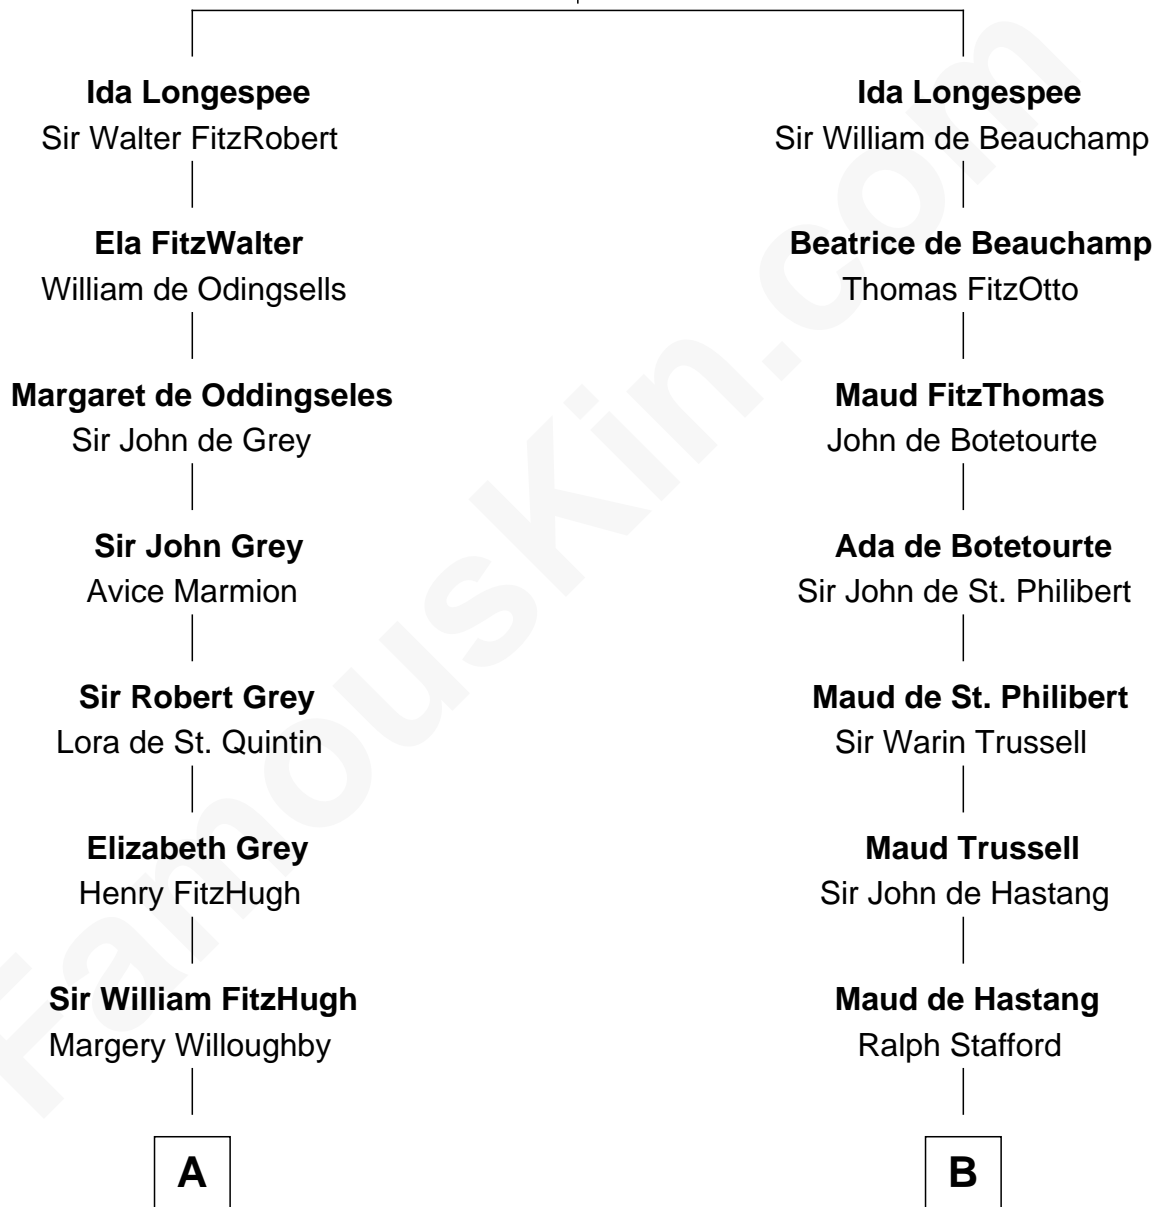 Ida Longespee
Sir Walter FitzRobert
Ela FitzWalter
William de Odingsells
Margaret de Oddingseles
Sir John de Grey
Sir John Grey
Avice Marmion
Sir Robert Grey
Lora de St. Quintin
Elizabeth Grey
Henry FitzHugh
Sir William FitzHugh
Margery Willoughby
A
Ida Longespee
Sir William de Beauchamp
Beatrice de Beauchamp
Thomas FitzOtto
Maud FitzThomas
John de Botetourte
Ada de Botetourte
Sir John de St. Philibert
Maud de St. Philibert
Sir Warin Trussell
Maud Trussell
Sir John de Hastang
Maud de Hastang
Ralph Stafford
B
FamousKin.com